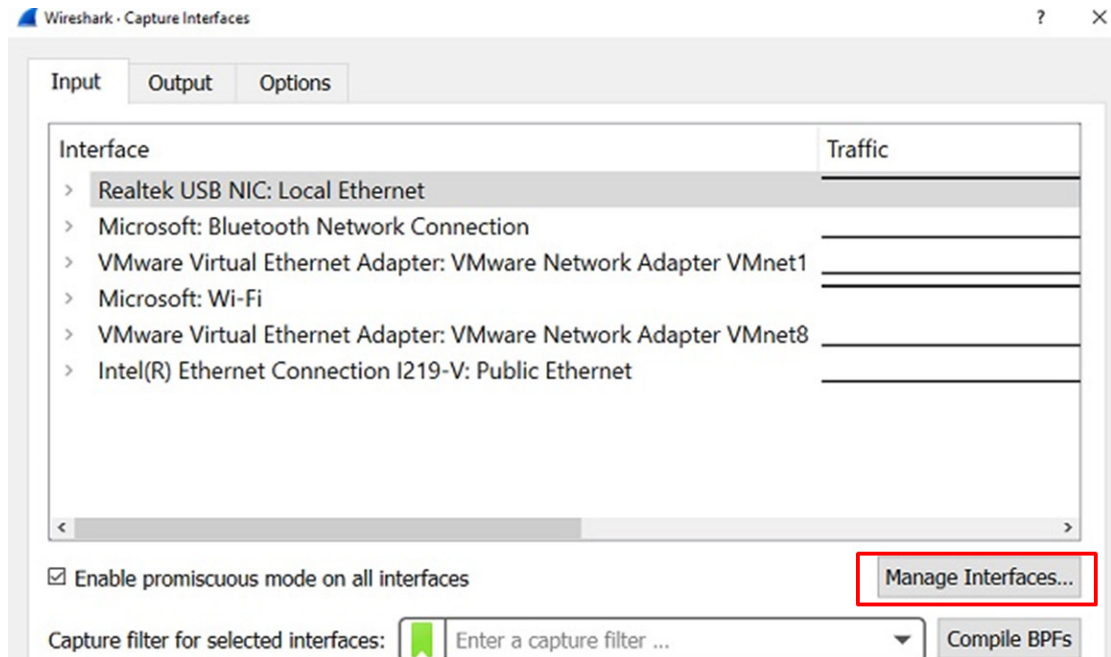 Wireshark · Capture Interfaces
? ×
Input Output Options
Interface Traffic
Realtek USB NIC: Local Ethernet
Microsoft: Bluetooth Network Connection
VMware Virtual Ethernet Adapter: VMware Network Adapter VMnet1
Microsoft: Wi-Fi
VMware Virtual Ethernet Adapter: VMware Network Adapter VMnet8
Intel(R) Ethernet Connection I219-V: Public Ethernet
Enable promiscuous mode on all interfaces Manage Interfaces...
Capture filter for selected interfaces: Enter a capture filter ... Compile BPFs